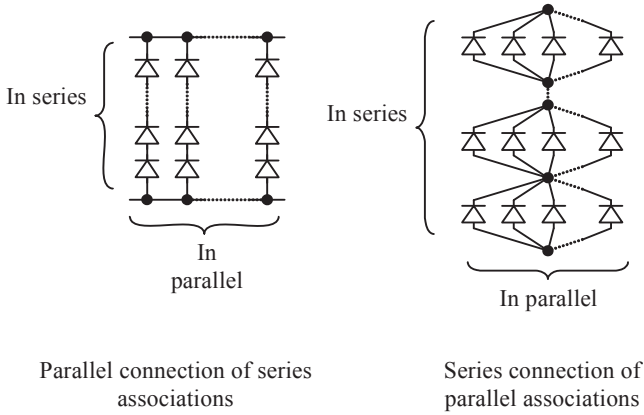 In series
In
parallel
Parallel connection of series
associations
In series
In parallel
Series connection of
parallel associations